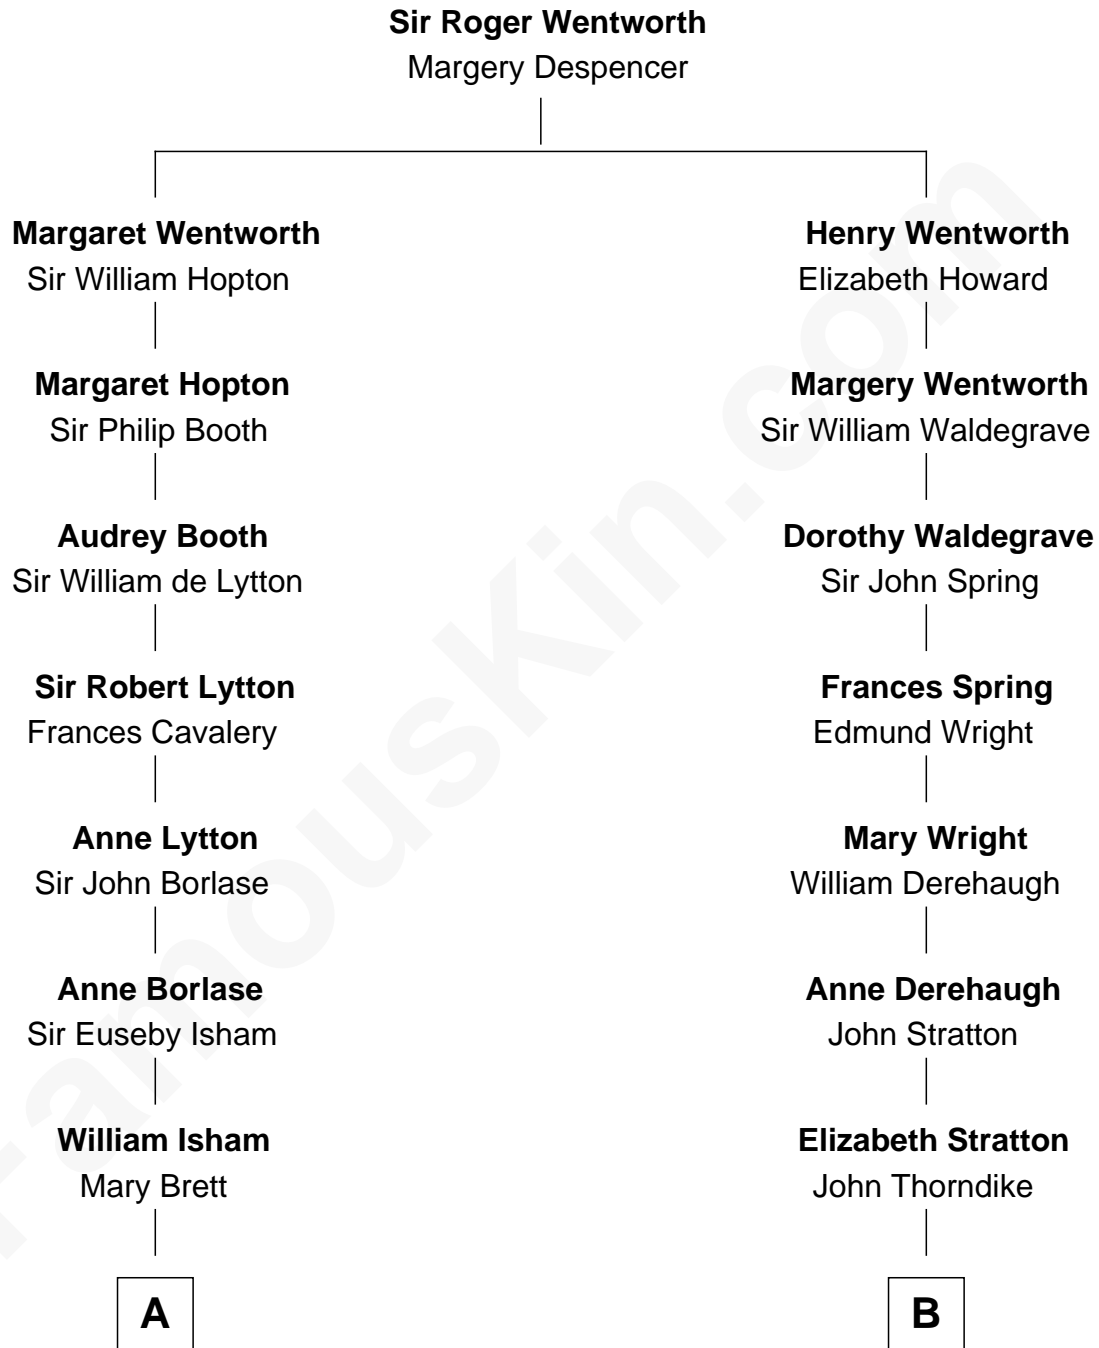 Sir Roger Wentworth
Margery Despencer
Margaret Wentworth
Sir William Hopton
Henry Wentworth
Elizabeth Howard
Margaret Hopton
Sir Philip Booth
Margery Wentworth
Sir William Waldegrave
Audrey Booth
Sir William de Lytton
Dorothy Waldegrave
Sir John Spring
Sir Robert Lytton
Frances Cavalery
Frances Spring
Edmund Wright
Anne Lytton
Sir John Borlase
Mary Wright
William Derehaugh
Anne Borlase
Sir Euseby Isham
Anne Derehaugh
John Stratton
William Isham
Mary Brett
Elizabeth Stratton
John Thorndike
A
B
FamousKin.com